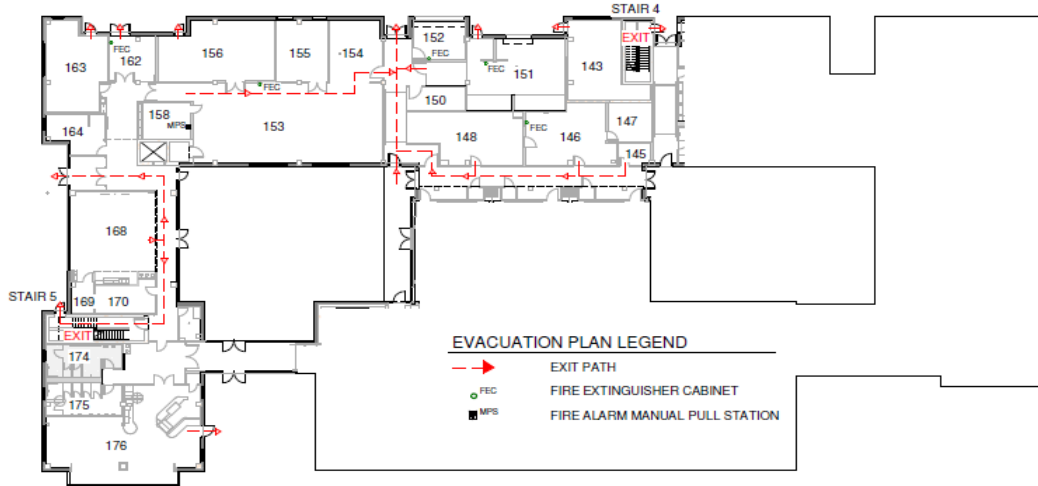 STAIR 4
EXIT
152
FEC
163
FEC
162
156
155
-154
FEC
FEC
151
143
150
158
MPS
153
FEC
147
164
148
146
145
168
STAIR 5
169
170
EXIT
174
175
176
EVACUATION PLAN LEGEND
EXIT PATH
FEC
FIRE EXTINGUISHER CABINET
MPS
FIRE ALARM MANUAL PULL STATION